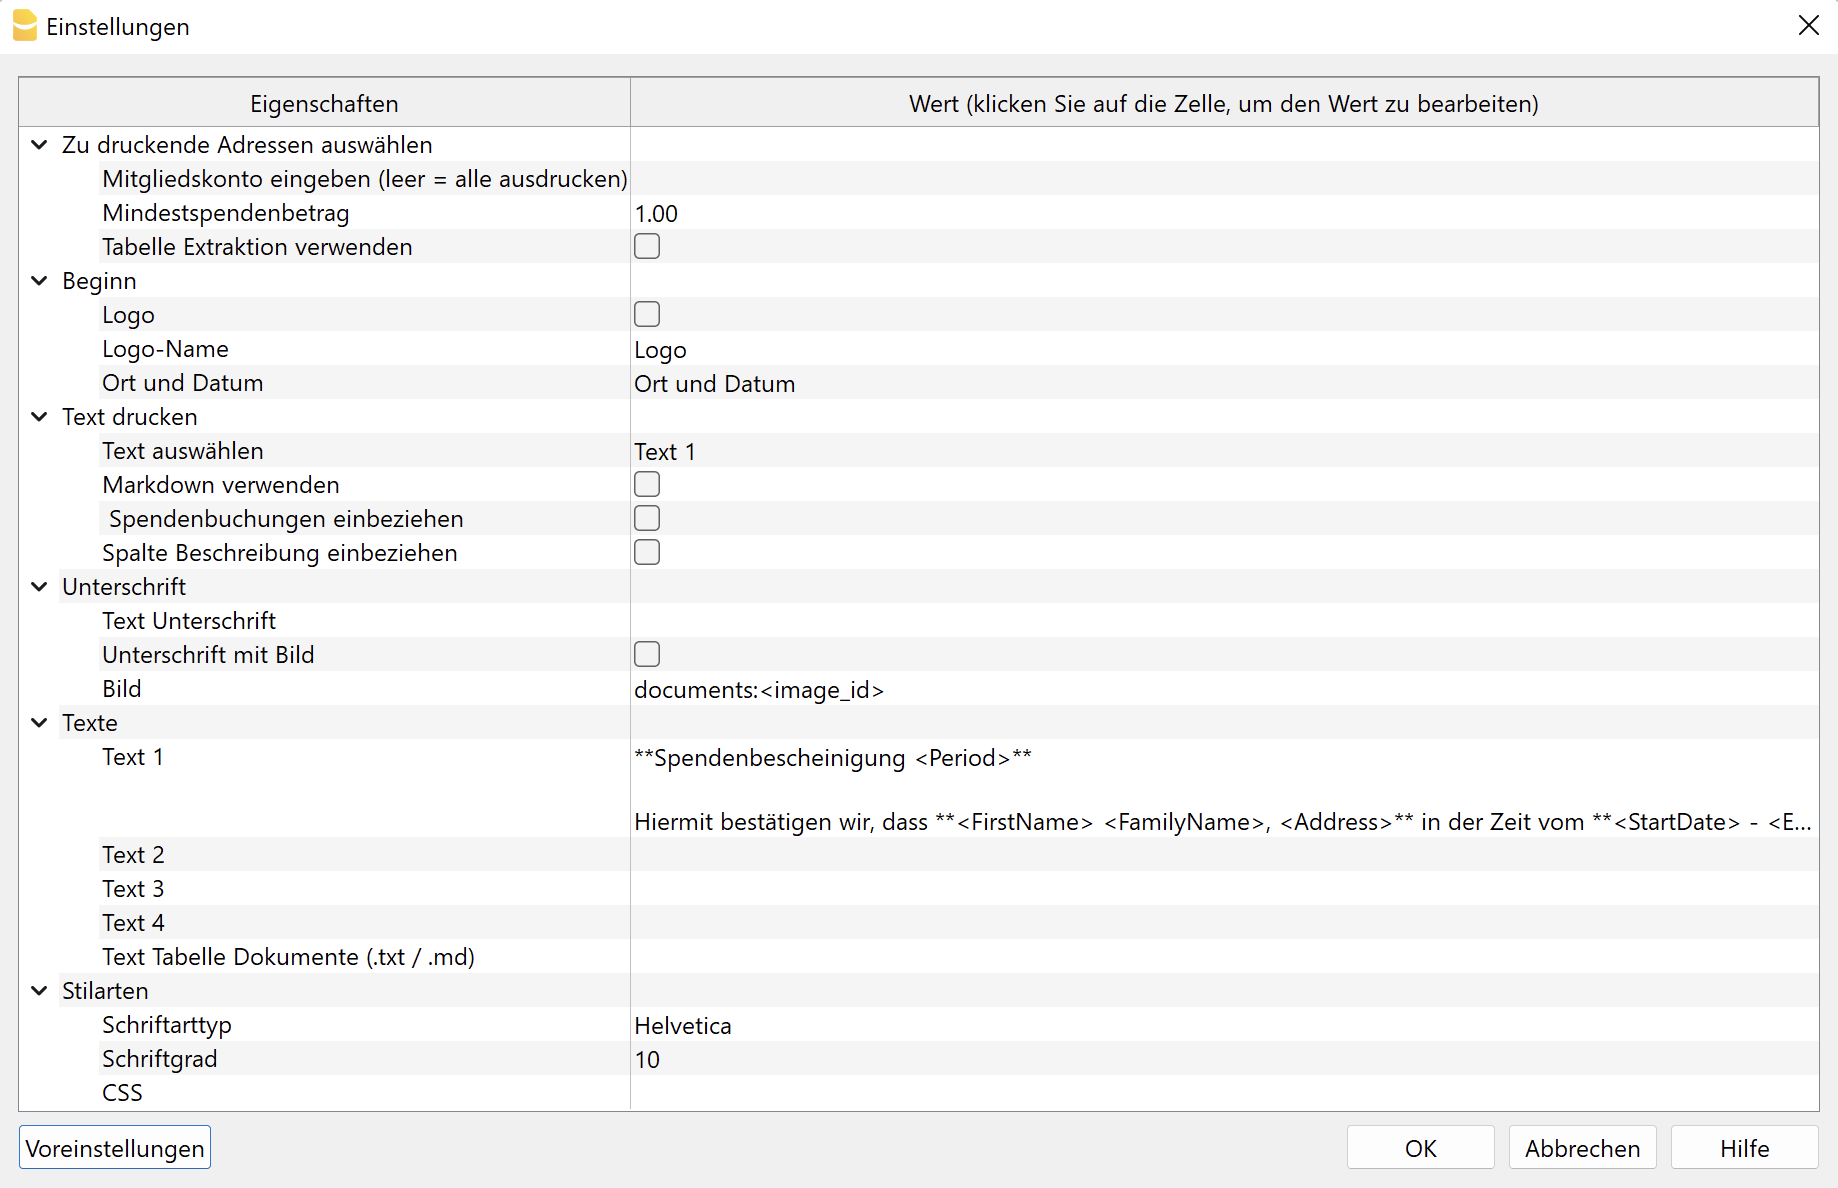 Einstellungen
Eigenschaften
Wert (klicken Sie auf die Zelle, um den Wert zu bearbeiten)
Zu druckende Adressen auswählen
Mitgliedskonto eingeben (leer = alle ausdrucken)
Mindestspendenbetrag 1.00
Tabelle Extraktion verwenden
Beginn
Logo
Logo-Name Logo
Ort und Datum Ort und Datum
Text drucken
Text auswählen Text 1
Markdown verwenden
Spendenbuchungen einbeziehen
Spalte Beschreibung einbeziehen
Unterschrift
Text Unterschrift
Unterschrift mit Bild
Bild documents:<image_id>
Texte
Text 1 **Spendenbescheinigung <Period>**
Hiermit bestätigen wir, dass **<FirstName> <FamilyName>, <Address>** in der Zeit vom **<StartDate> - <E...
Text 2
Text 3
Text 4
Text Tabelle Dokumente (.txt / .md)
Stilarten
Schriftarttyp Helvetica
Schriftgrad 10
CSS
Voreinstellungen OK Abbrechen Hilfe